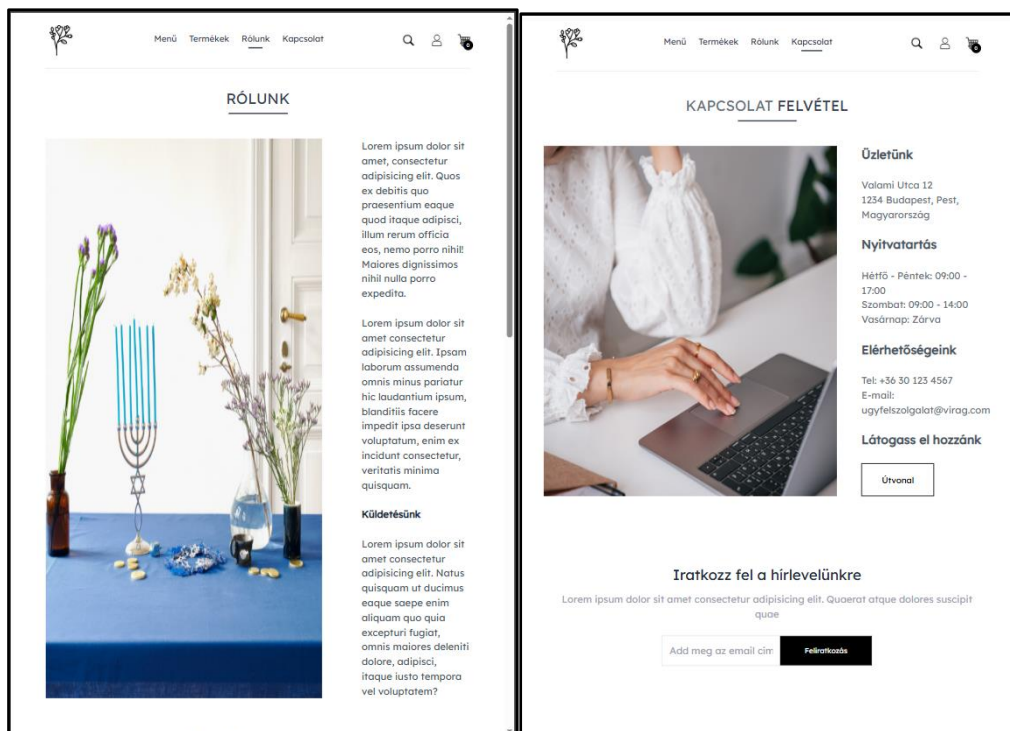 Menü Termékek Rólunk Kapcsolat
0
RÓLUNK
Lorem ipsum dolor sit
amet, consectetur
adipisicing elit. Quos
ex debitis quo
praesentium eaque
quod itaque adipisci,
illum rerum officia
eos, nemo porro nihil!
Maiores dignissimos
nihil nulla porro
expedita.
Lorem ipsum dolor sit
amet consectetur
adipisicing elit. Ipsam
laborum assumenda
omnis minus pariatur
hic laudantium ipsum,
blanditiis facere
impedit ipsa deserunt
voluptatum, enim ex
incidunt consectetur,
veritatis minima
quisquam.
Küldetésünk
Lorem ipsum dolor sit
amet consectetur
adipisicing elit. Natus
quisquam ut ducimus
eaque saepe enim
aliquam quo quia
excepturi fugiat,
omnis maiores deleniti
dolore, adipisci,
itaque iusto tempora
vel voluptatem?
Menü Termékek Rólunk Kapcsolat
0
KAPCSOLAT FELVÉTEL
Üzletünk
Valami Utca 12
1234 Budapest, Pest,
Magyarország
Nyitvatartás
Hétfő - Péntek: 09:00 -
17:00
Szombat: 09:00 - 14:00
Vasárnap: Zárva
Elérhetőségeink
Tel: +36 30 123 4567
E-mail:
ugyfelszolgalat@virag.com
Látogass el hozzánk
Útvonal
Iratkozz fel a hírlevelünkre
Lorem ipsum dolor sit amet consectetur adipisicing elit. Quaerat atque dolores suscipit
quae
Add meg az email cím
Feliratkozás